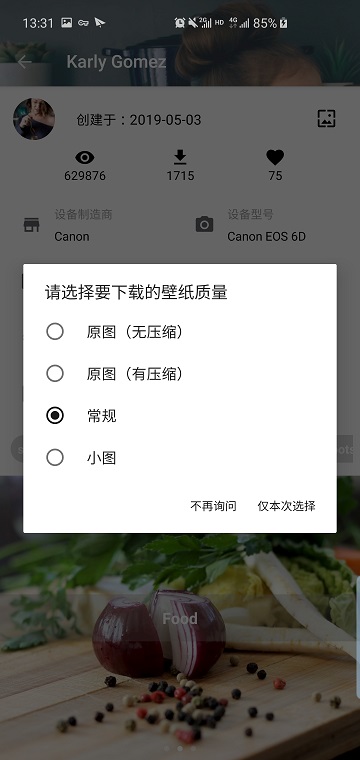 13:31
2G HD 4G 85%
Karly Gomez
创建于：2019-05-03
629876 1715 75
设备制造商 设备型号
Canon Canon EOS 6D
请选择要下载的壁纸质量
原图（无压缩）
原图（有压缩）
常规
小图
不再询问 仅本次选择
Food